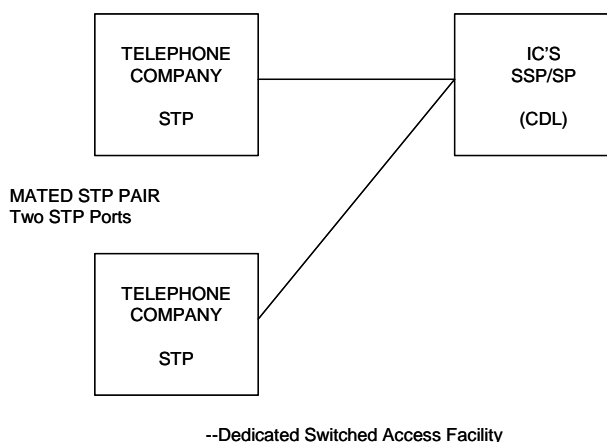 TELEPHONE
COMPANY
STP
IC'S
SSP/SP
(CDL)
MATED STP PAIR
Two STP Ports
TELEPHONE
COMPANY
STP
--Dedicated Switched Access Facility